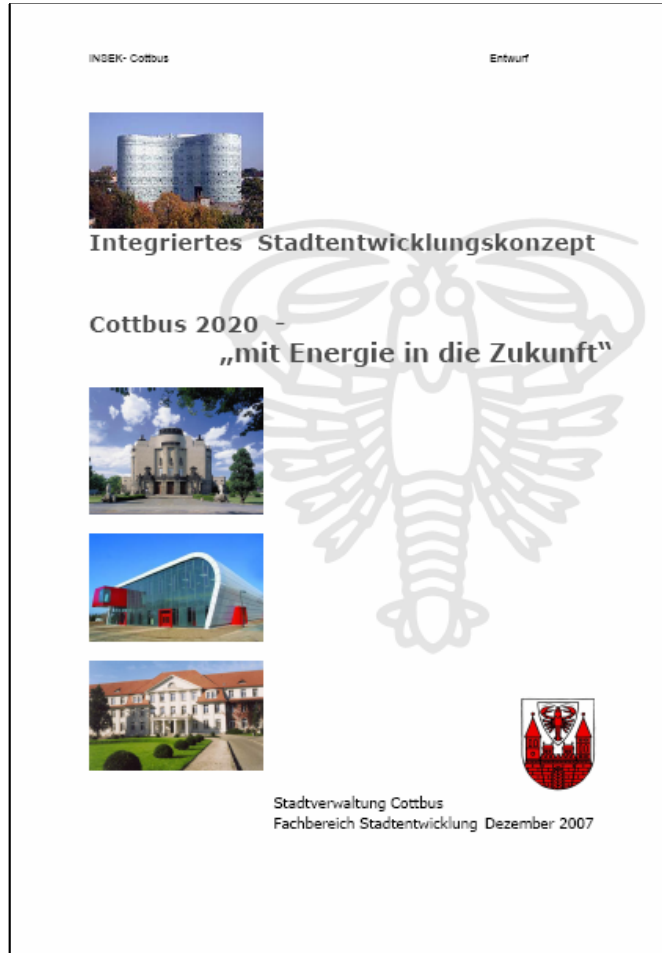 INSEK- Cottbus Entwurf
Integriertes Stadtentwicklungskonzept
Cottbus 2020 -
„mit Energie in die Zukunft“
Stadtverwaltung Cottbus
Fachbereich Stadtentwicklung Dezember 2007